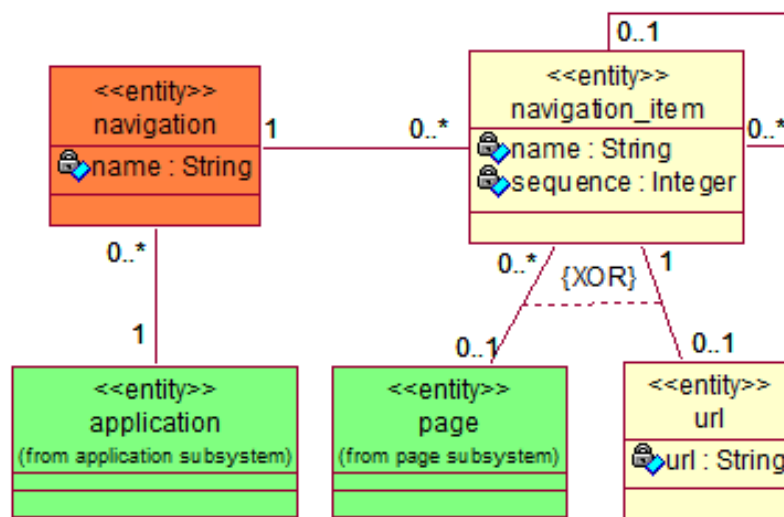 0..1
<<entity>>
navigation
name : String
1
0..*
<<entity>>
navigation_item
name : String
sequence : Integer
0..*
0..*
1
0..*
{XOR}
1
0..1
0..1
<<entity>>
application
(from application subsystem)
<<entity>>
page
(from page subsystem)
<<entity>>
url
url : String